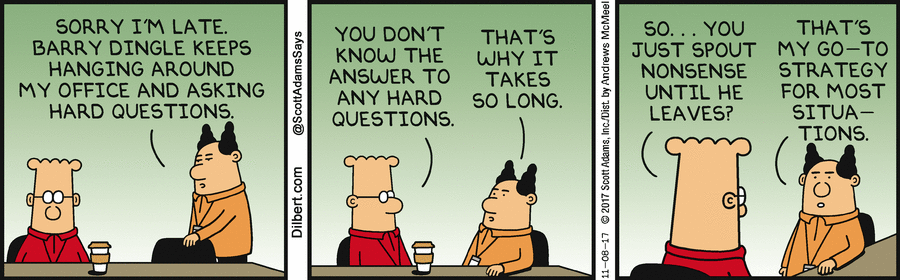 SORRY I'M LATE.
BARRY DINGLE KEEPS
HANGING AROUND
MY OFFICE AND ASKING
HARD QUESTIONS.
Dilbert.com @ScottAdamsSays
YOU DON'T
KNOW THE
ANSWER TO
ANY HARD
QUESTIONS.
THAT'S
WHY IT
TAKES
SO LONG.
11-06-17 © 2017 Scott Adams, Inc./Dist. by Andrews McMeel
SO. . . YOU
JUST SPOUT
NONSENSE
UNTIL HE
LEAVES?
THAT'S
MY GO-TO
STRATEGY
FOR MOST
SITUA-
TIONS.